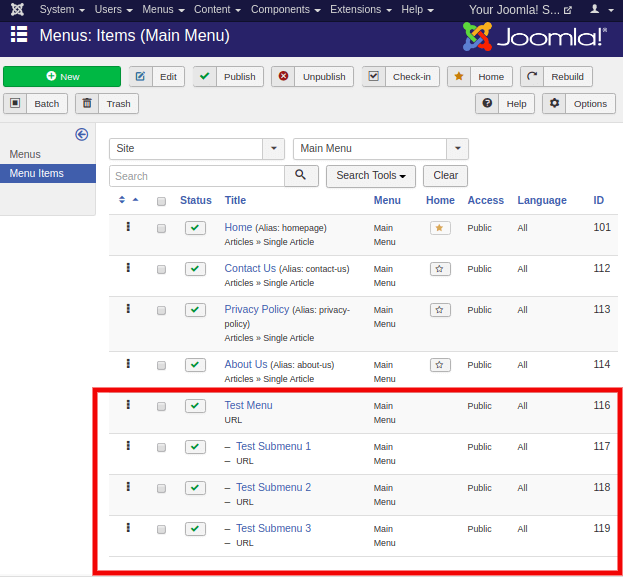 System Users Menus Content Components Extensions Help Your Joomla! S...
Menus: Items (Main Menu) Joomla!®
New Edit Publish Unpublish Check-in Home Rebuild
Batch Trash Help Options
Menus
Menu Items
Site Main Menu
Search Search Tools Clear
Status Title Menu Home Access Language ID
Home (Alias: homepage) Main Public All 101
Articles » Single Article Menu
Contact Us (Alias: contact-us) Main Public All 112
Articles » Single Article Menu
Privacy Policy (Alias: privacy- Main Public All 113
policy) Menu
Articles » Single Article
About Us (Alias: about-us) Main Public All 114
Articles » Single Article Menu
Test Menu Main Public All 116
URL Menu
– Test Submenu 1 Main Public All 117
– URL Menu
– Test Submenu 2 Main Public All 118
– URL Menu
– Test Submenu 3 Main Public All 119
– URL Menu